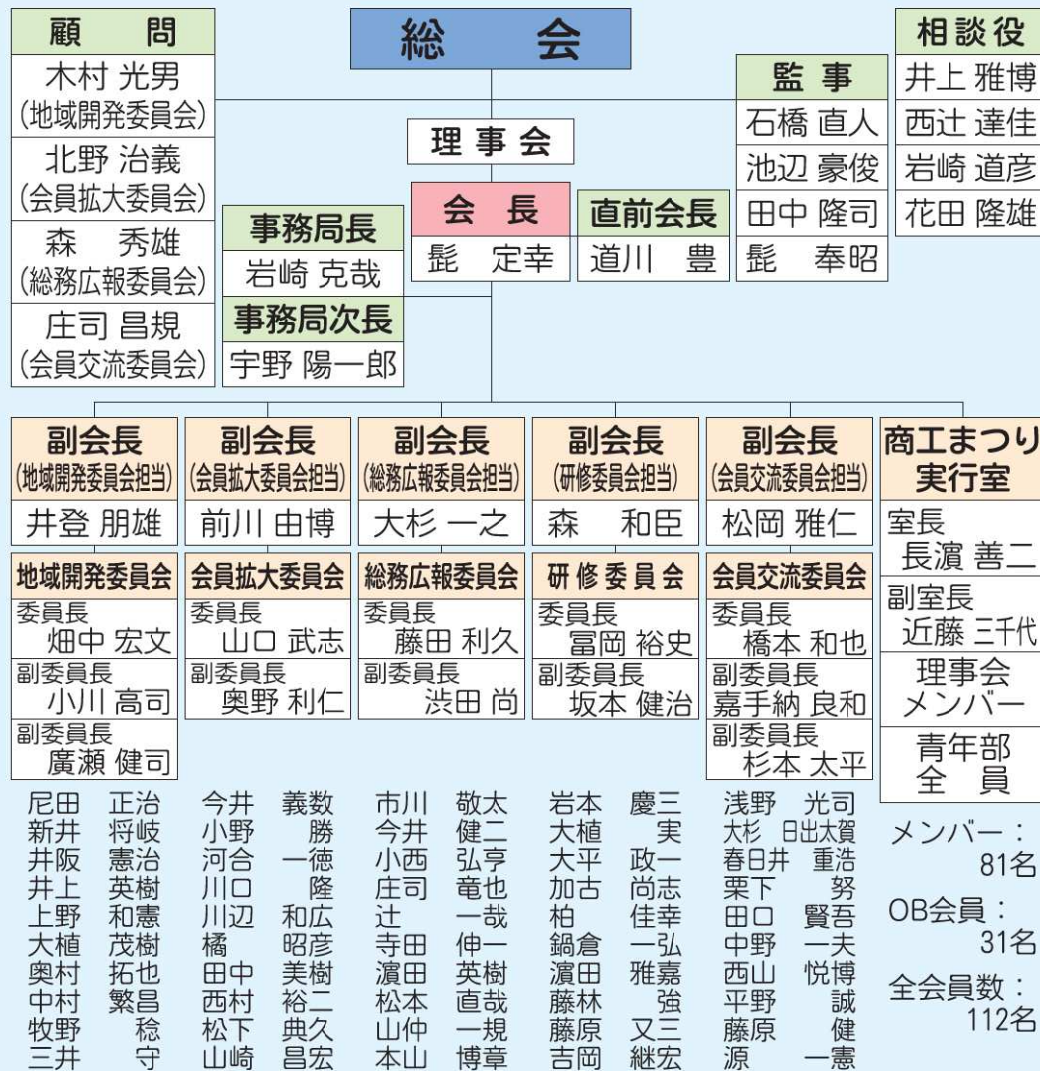 総 会
顧 問
木村 光男
(地域開発委員会)
北野 治義
(会員拡大委員会)
森 秀雄
(総務広報委員会)
庄司 昌規
(会員交流委員会)
理事会
会 長
髭 定幸
直前会長
道川 豊
事務局長
岩崎 克哉
事務局次長
宇野 陽一郎
監 事
石橋 直人
池辺 豪俊
田中 隆司
髭 奉昭
相談役
井上 雅博
西辻 達佳
岩崎 道彦
花田 隆雄
副会長
(地域開発委員会担当)
井登 朋雄
地域開発委員会
委員長
畑中 宏文
副委員長
小川 高司
副委員長
廣瀬 健司
尼田 正治
新井 将岐
井阪 憲治
井上 英樹
上野 和憲
大植 茂樹
奥村 拓也
中村 繁昌
牧野 稔
三井 守
副会長
(会員拡大委員会担当)
前川 由博
会員拡大委員会
委員長
山口 武志
副委員長
奥野 利仁
今井 義数
小野 勝
河合 一徳
川口 隆
川辺 和広
橘 昭彦
田中 美樹
西村 裕二
松下 典久
山崎 昌宏
副会長
(総務広報委員会担当)
大杉 一之
総務広報委員会
委員長
藤田 利久
副委員長
渋田 尚
市川 敬太
今井 健二
小西 弘亨
庄司 竜也
辻 一哉
寺田 伸一
濵田 英樹
松本 直哉
山仲 一規
本山 博章
副会長
(研修委員会担当)
森 和臣
研修委員会
委員長
冨岡 裕史
副委員長
坂本 健治
岩本 慶三
大植 実
大平 政一
加古 尚志
柏 佳幸
鍋倉 一弘
濵田 雅嘉
藤林 強
藤原 又三
吉岡 継宏
副会長
(会員交流委員会担当)
松岡 雅仁
会員交流委員会
委員長
橋本 和也
副委員長
嘉手納 良和
副委員長
杉本 太平
浅野 光司
大杉 日出太賀
春日井 重浩
栗下 努
田口 賢吾
中野 一夫
西山 悦博
平野 誠
藤原 健
源 一憲
商工まつり
実行室
室長
長濵 善二
副室長
近藤 三千代
理事会
メンバー
青年部
全 員
メンバー：
81名
OB会員：
31名
全会員数：
112名